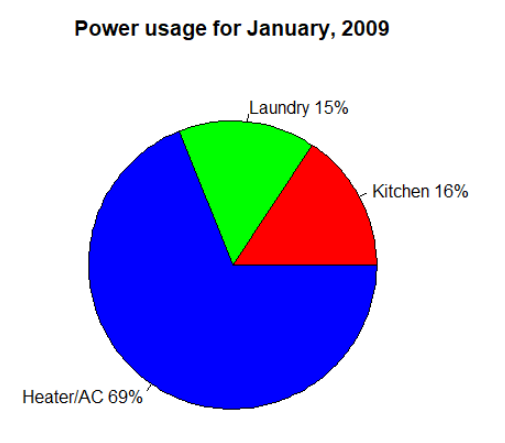 Power usage for January, 2009
Laundry 15%
Kitchen 16%
Heater/AC 69%